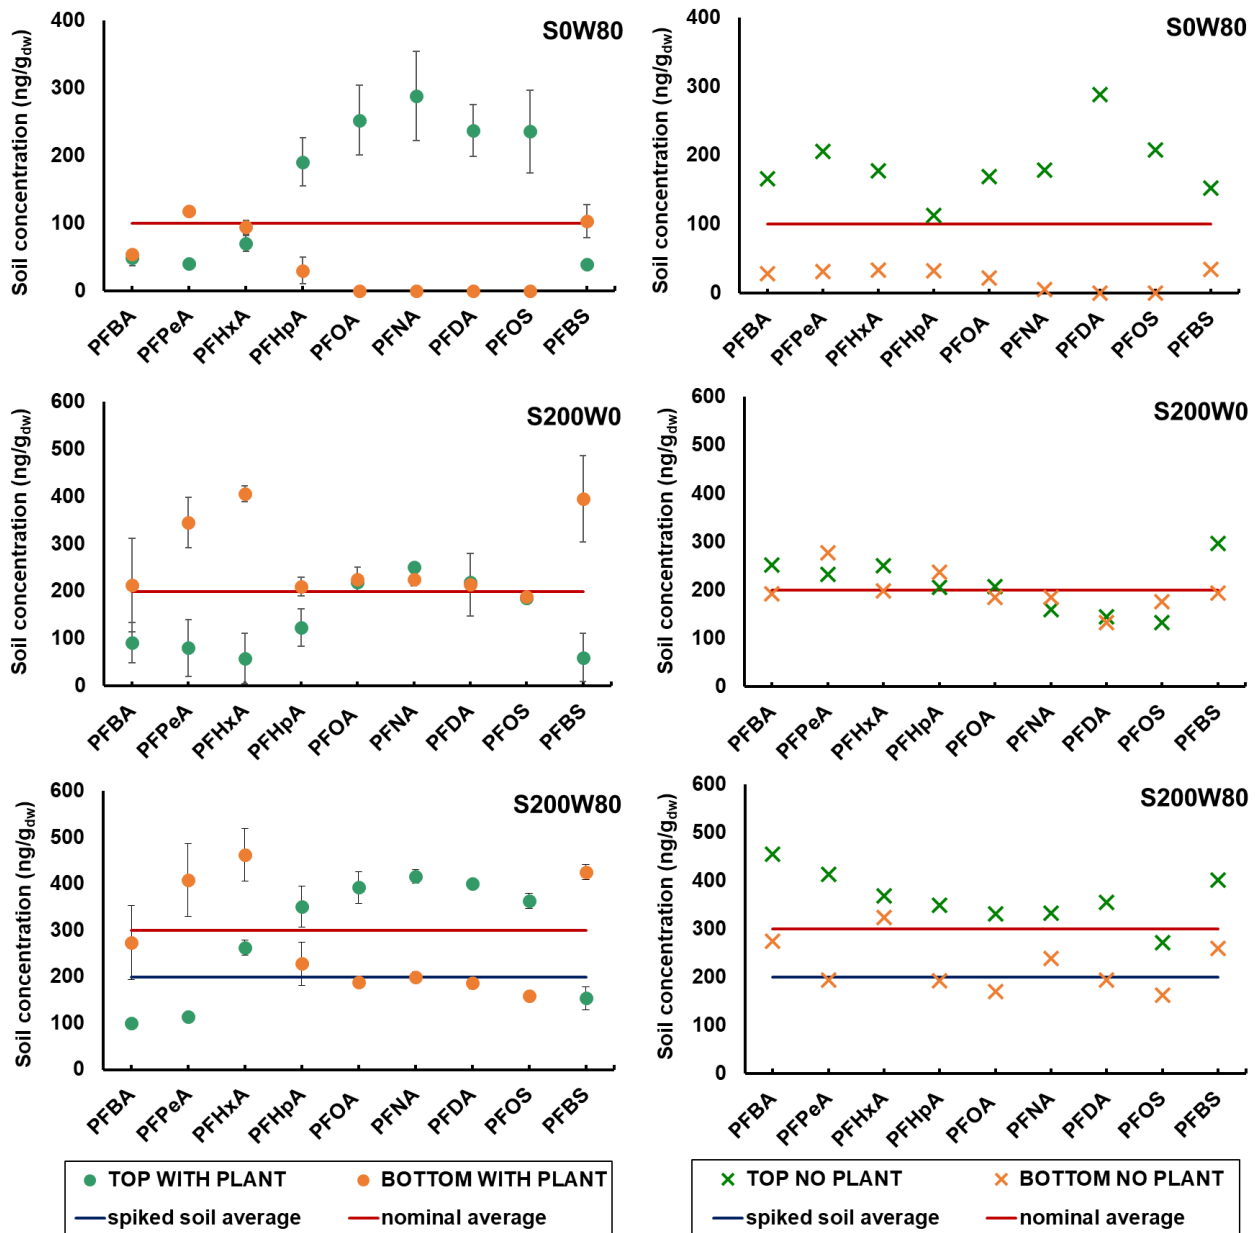 S0W80
Soil concentration (ng/gdw)
400
300
200
100
0
PFBA PFPeA PFHxA PFHpA PFOA PFNA PFDA PFOS PFBS
S0W80
Soil concentration (ng/gdw)
400
300
200
100
0
PFBA PFPeA PFHxA PFHpA PFOA PFNA PFDA PFOS PFBS
S200W0
Soil concentration (ng/gdw)
600
500
400
300
200
100
0
PFBA PFPeA PFHxA PFHpA PFOA PFNA PFDA PFOS PFBS
S200W0
Soil concentration (ng/gdw)
600
500
400
300
200
100
0
PFBA PFPeA PFHxA PFHpA PFOA PFNA PFDA PFOS PFBS
S200W80
Soil concentration (ng/gdw)
600
500
400
300
200
100
0
PFBA PFPeA PFHxA PFHpA PFOA PFNA PFDA PFOS PFBS
S200W80
Soil concentration (ng/gdw)
600
500
400
300
200
100
0
PFBA PFPeA PFHxA PFHpA PFOA PFNA PFDA PFOS PFBS
TOP WITH PLANT BOTTOM WITH PLANT
spiked soil average nominal average
TOP NO PLANT BOTTOM NO PLANT
spiked soil average nominal average